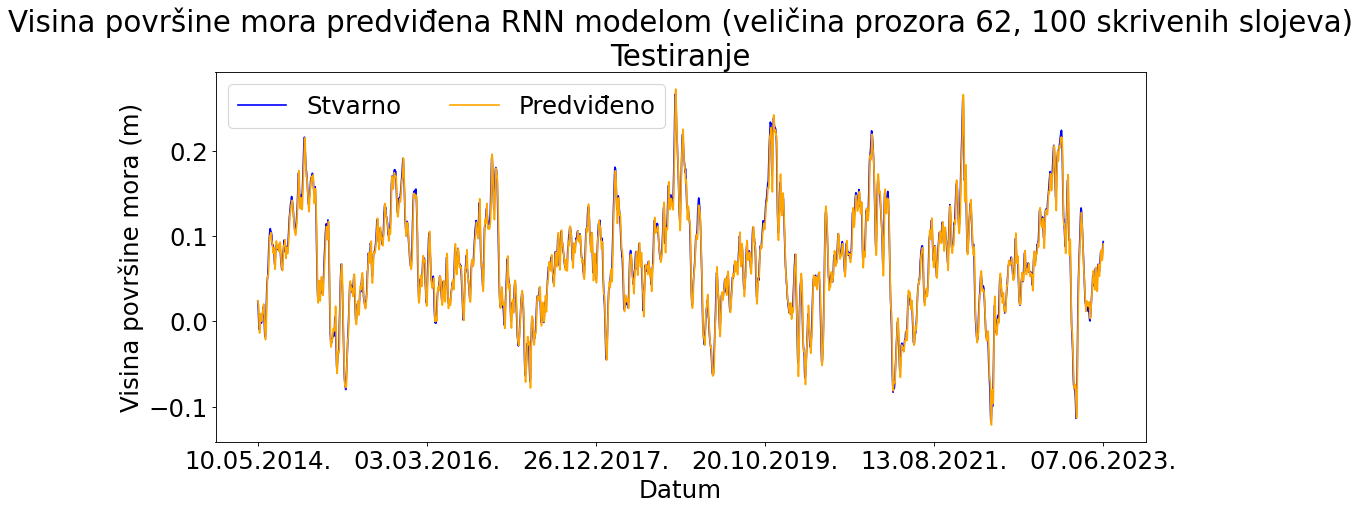 Visina površine mora predviđena RNN modelom (veličina prozora 62, 100 skrivenih slojeva)
Testiranje
Stvarno
Predviđeno
Visina površine mora (m)
0.2
0.1
0.0
−0.1
10.05.2014.
03.03.2016.
26.12.2017.
20.10.2019.
13.08.2021.
07.06.2023.
Datum